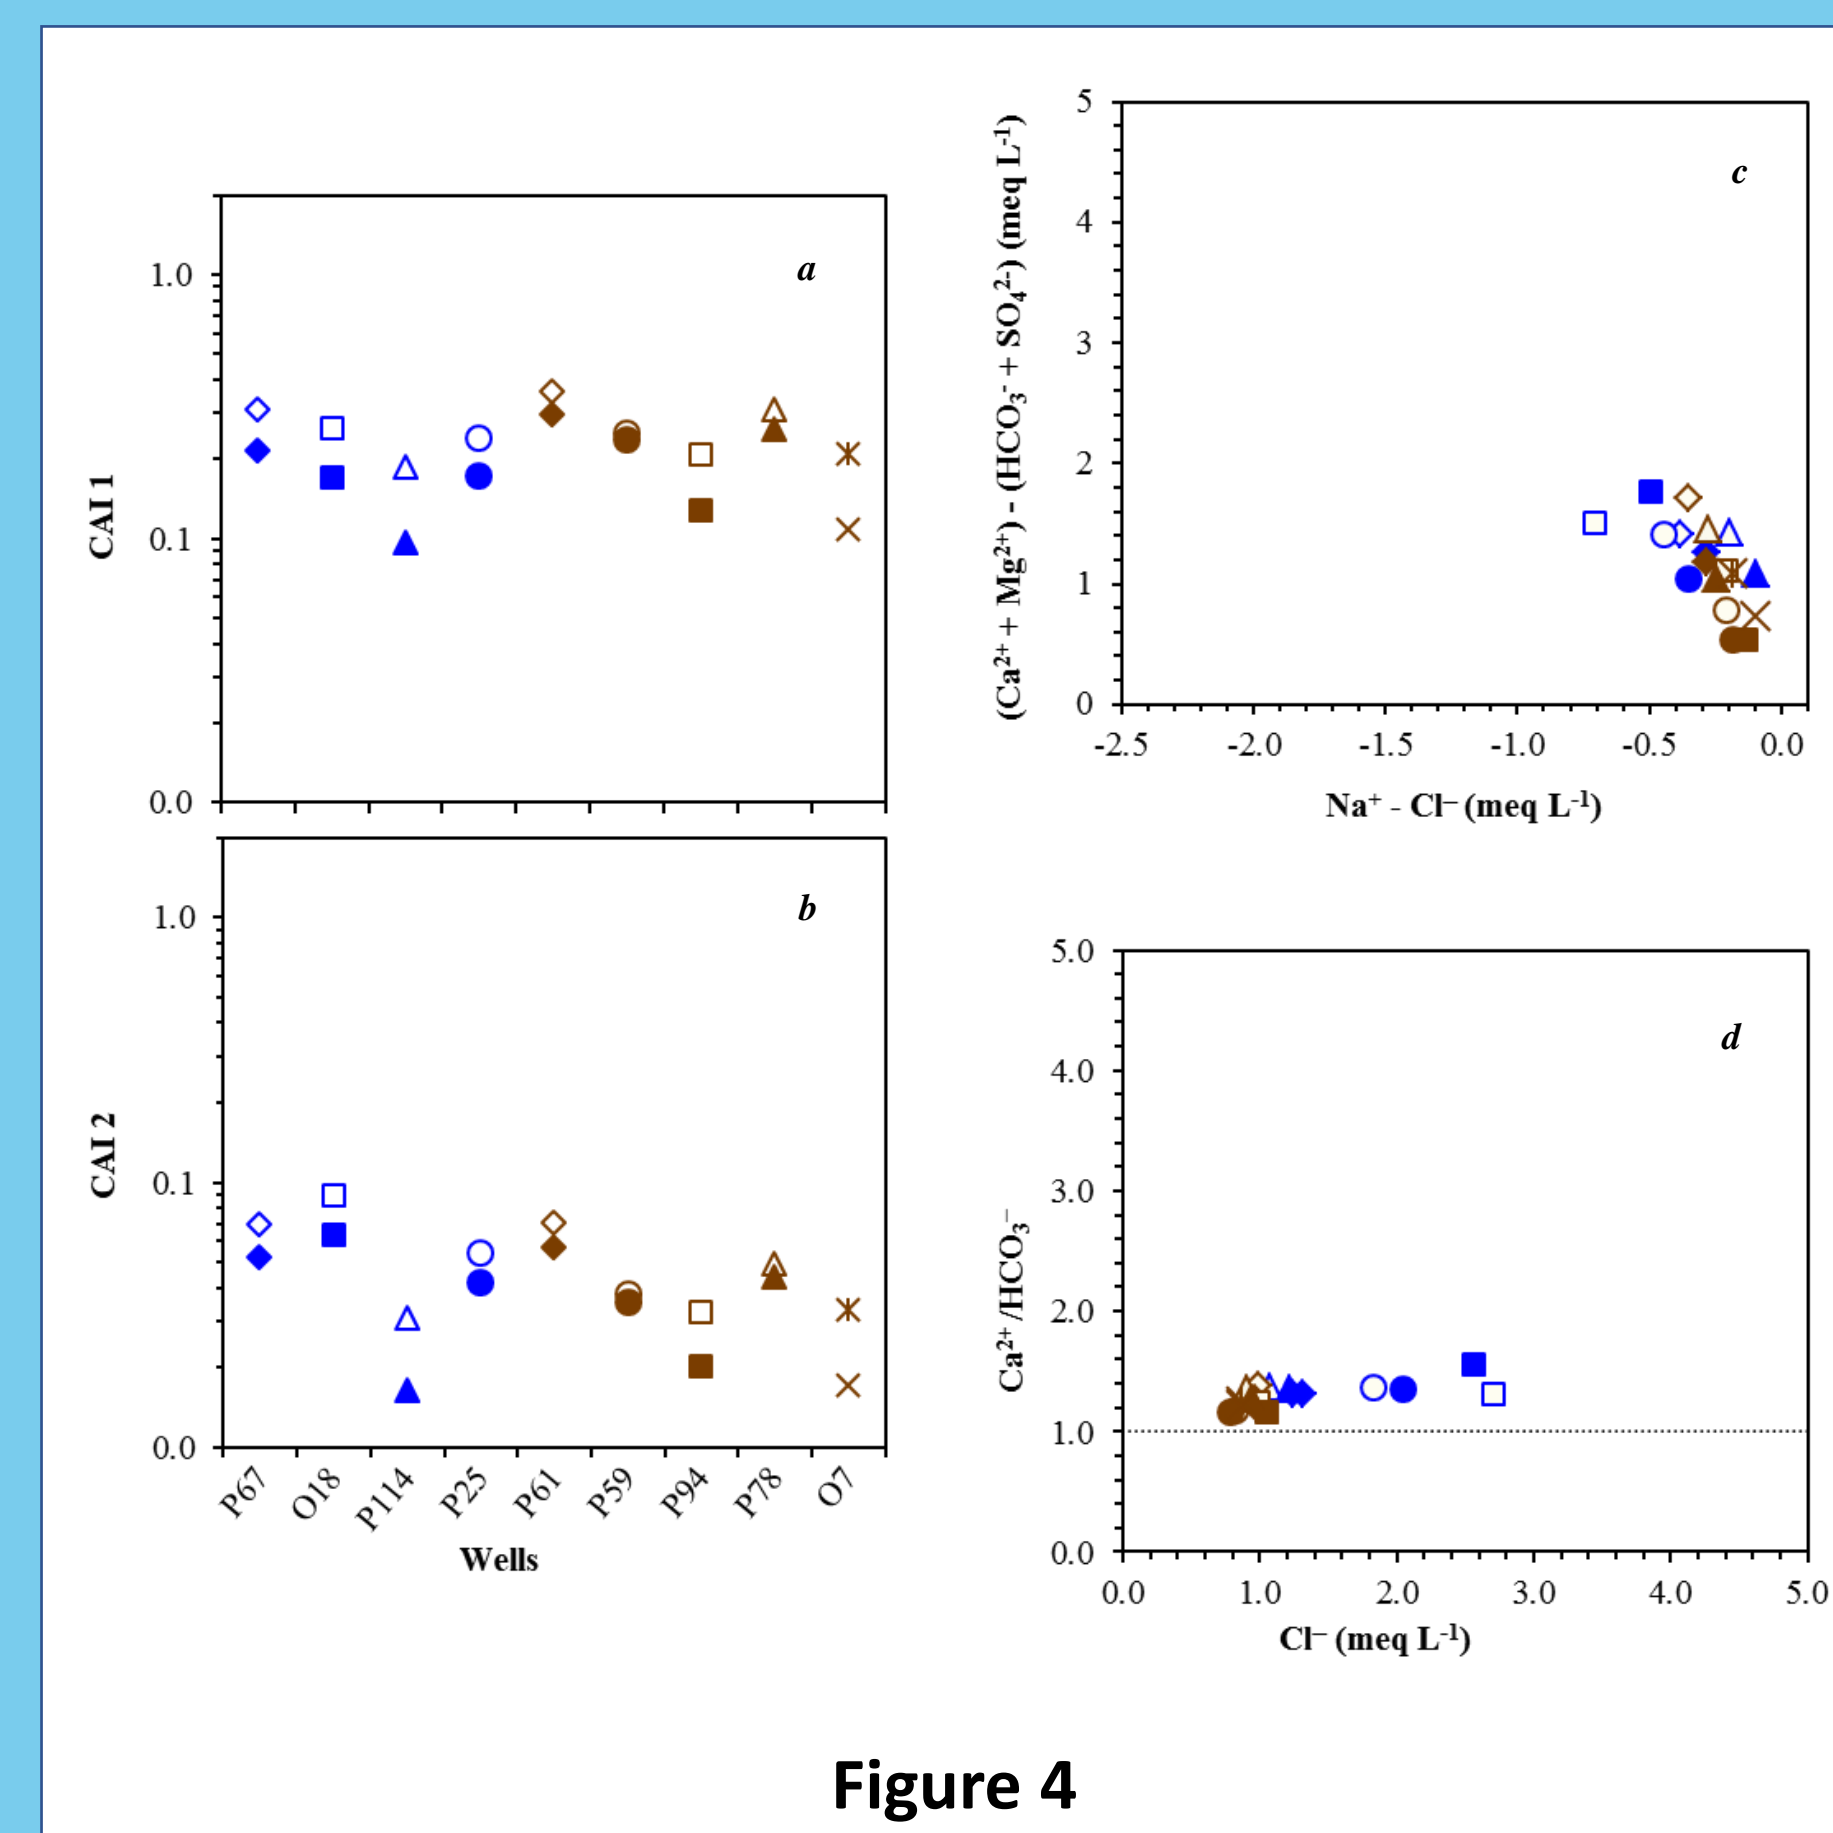 a
1.0
0.1
0.0
CAI 1
b
1.0
0.1
0.0
CAI 2
P67 O18 P114 P25 P61 P59 P94 P78 O7
Wells
c
5
4
3
2
1
0
(Ca²⁺ + Mg²⁺) - (HCO₃⁻ + SO₄²⁻) (meq L⁻¹)
-2.5 -2.0 -1.5 -1.0 -0.5 0.0
Na⁺ - Cl⁻ (meq L⁻¹)
d
5.0
4.0
3.0
2.0
1.0
0.0
Ca²⁺/HCO₃⁻
0.0 1.0 2.0 3.0 4.0 5.0
Cl⁻ (meq L⁻¹)
Figure 4